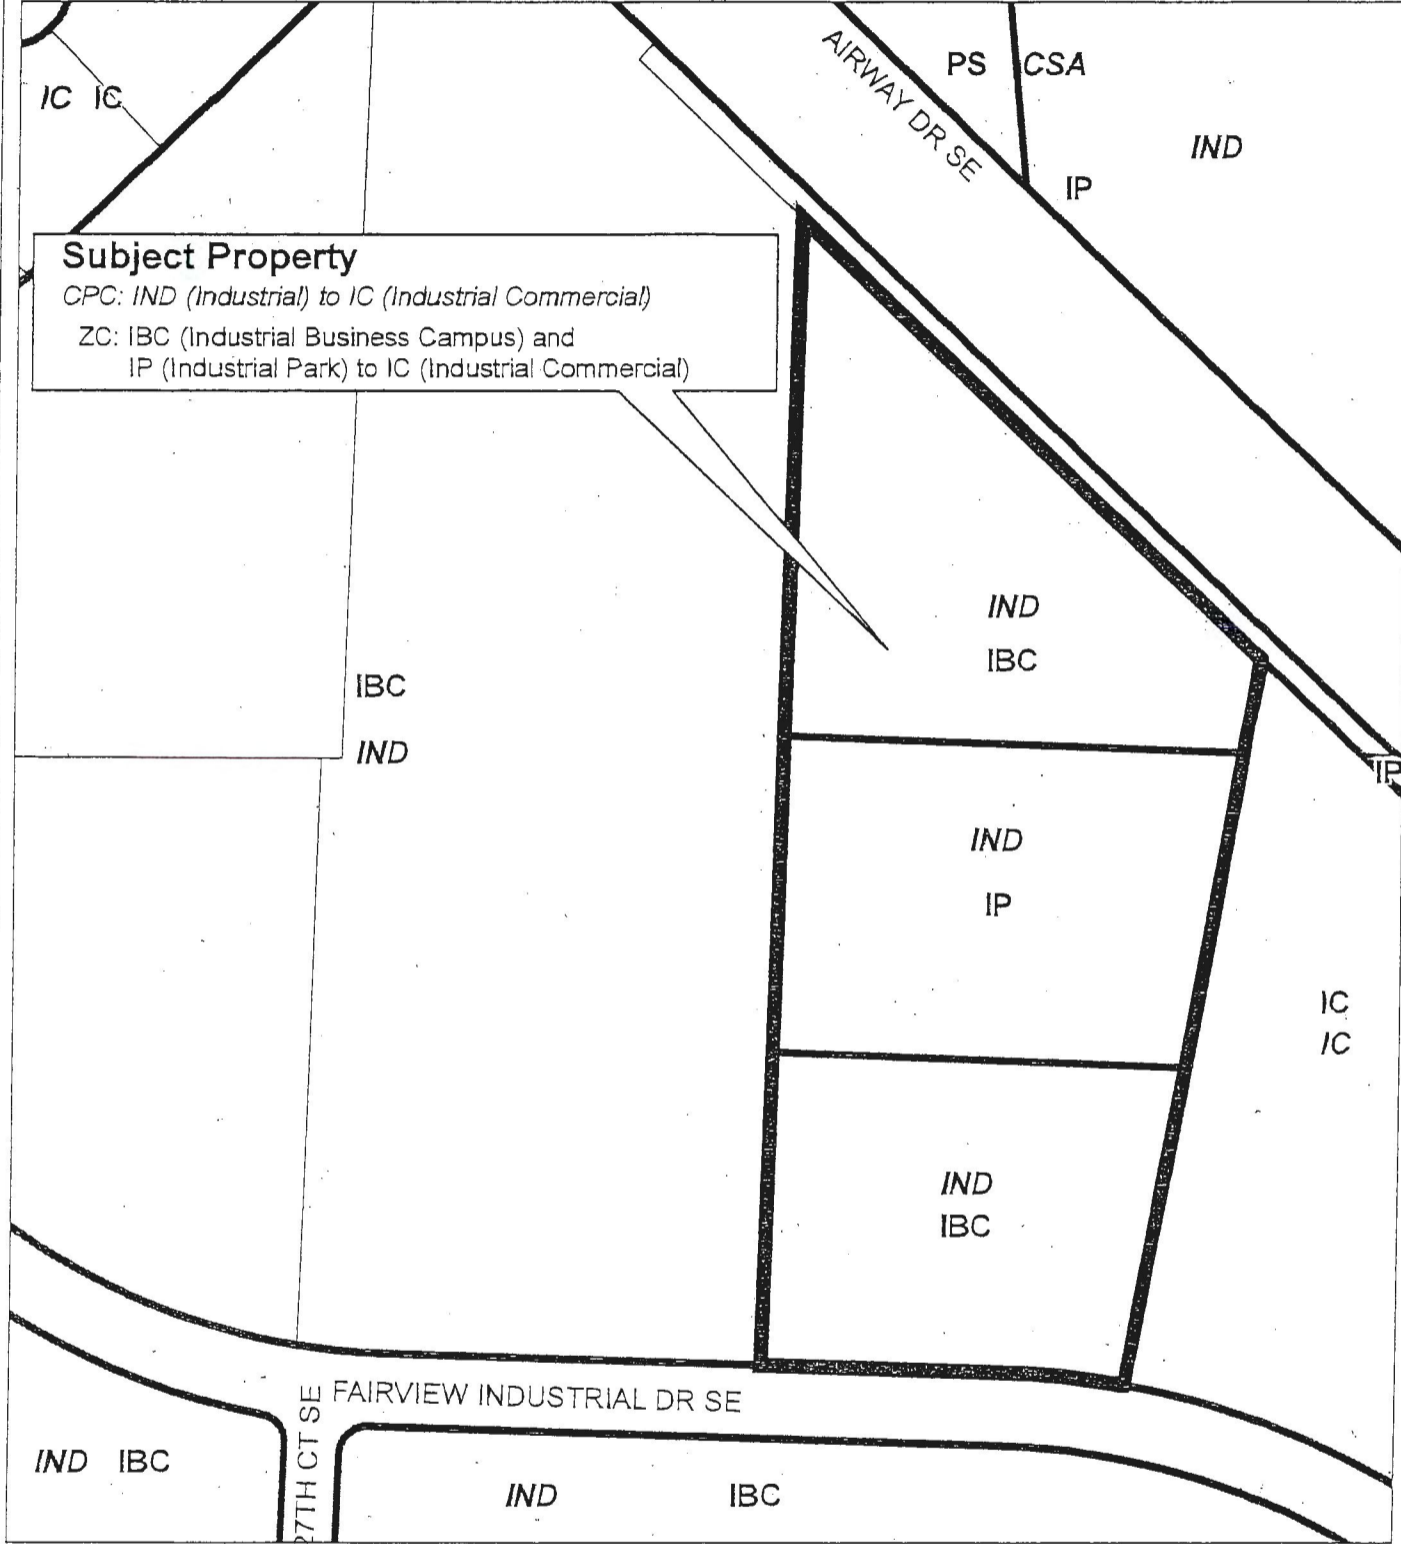 PS CSA
AIRWAY DR SE
IC IC
IND
IP
Subject Property
CPC: IND (Industrial) to IC (Industrial Commercial)
ZC: IBC (Industrial Business Campus) and
IP (Industrial Park) to IC (Industrial Commercial)
IND
IBC
IBC
IND
IP
IND
IP
IC
IC
IND
IBC
FAIRVIEW INDUSTRIAL DR SE
27TH CT SE
IND IBC
IND IBC